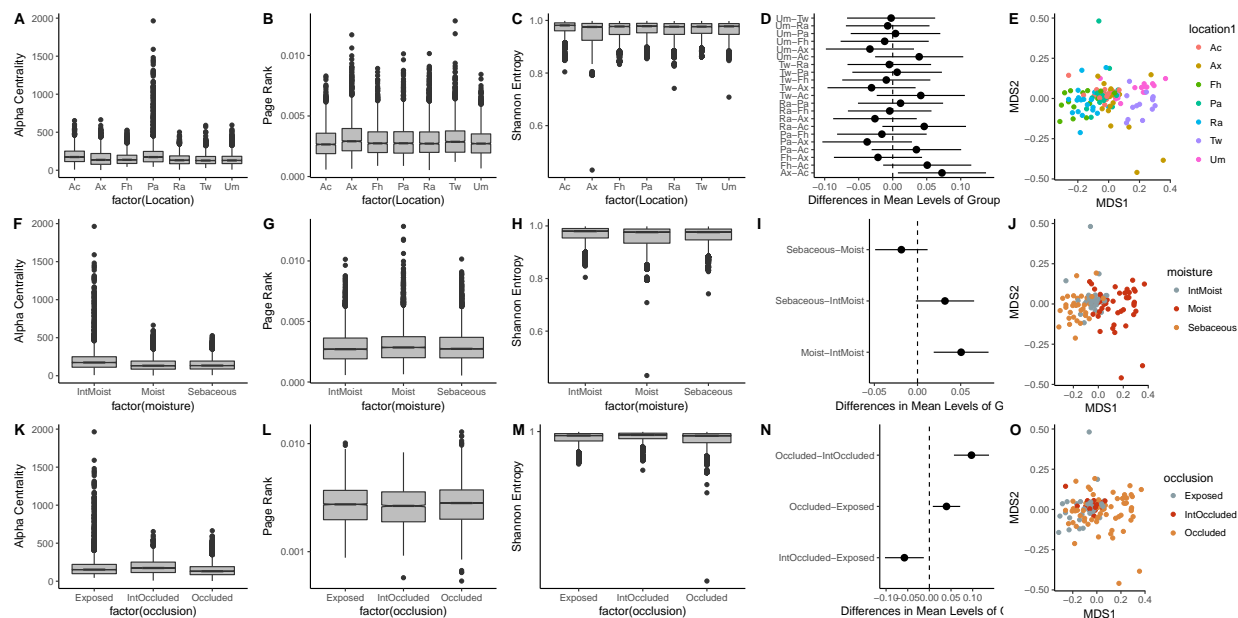 A
Alpha Centrality
2000
1500
1000
500
0
Ac Ax Fh Pa Ra Tw Um
factor(Location)
B
Page Rank
0.010
0.005
0.000
Ac Ax Fh Pa Ra Tw Um
factor(Location)
C
Shannon Entropy
1.0
0.8
0.6
Ac Ax Fh Pa Ra Tw Um
factor(Location)
D
Um−Tw
Um−Ra
Um−Pa
Um−Fh
Um−Ax
Um−Ac
Tw−Ra
Tw−Pa
Tw−Fh
Tw−Ax
Tw−Ac
Ra−Pa
Ra−Fh
Ra−Ax
Ra−Ac
Pa−Fh
Pa−Ax
Pa−Ac
Fh−Ax
Fh−Ac
Ax−Ac
−0.10 −0.05 0.00 0.05 0.10
Differences in Mean Levels of Group
E
MDS2
0.50
0.25
0.00
−0.25
−0.50
−0.2 0.0 0.2 0.4
MDS1
location1
Ac
Ax
Fh
Pa
Ra
Tw
Um
F
Alpha Centrality
2000
1500
1000
500
0
IntMoist Moist Sebaceous
factor(moisture)
G
Page Rank
0.010
0.005
0.000
IntMoist Moist Sebaceous
factor(moisture)
H
Shannon Entropy
1.0
0.8
0.6
IntMoist Moist Sebaceous
factor(moisture)
I
Sebaceous−Moist
Sebaceous−IntMoist
Moist−IntMoist
−0.05 0.00 0.05
Differences in Mean Levels of G
J
MDS2
0.50
0.25
0.00
−0.25
−0.50
−0.2 0.0 0.2 0.4
MDS1
moisture
IntMoist
Moist
Sebaceous
K
Alpha Centrality
2000
1500
1000
500
0
Exposed IntOccluded Occluded
factor(occlusion)
L
Page Rank
0.010
0.001
Exposed IntOccluded Occluded
factor(occlusion)
M
Shannon Entropy
1
Exposed IntOccluded Occluded
factor(occlusion)
N
Occluded−IntOccluded
Occluded−Exposed
IntOccluded−Exposed
−0.10 −0.05 0.00 0.05 0.10
Differences in Mean Levels of
O
MDS2
0.50
0.25
0.00
−0.25
−0.50
−0.2 0.0 0.2 0.4
MDS1
occlusion
Exposed
IntOccluded
Occluded